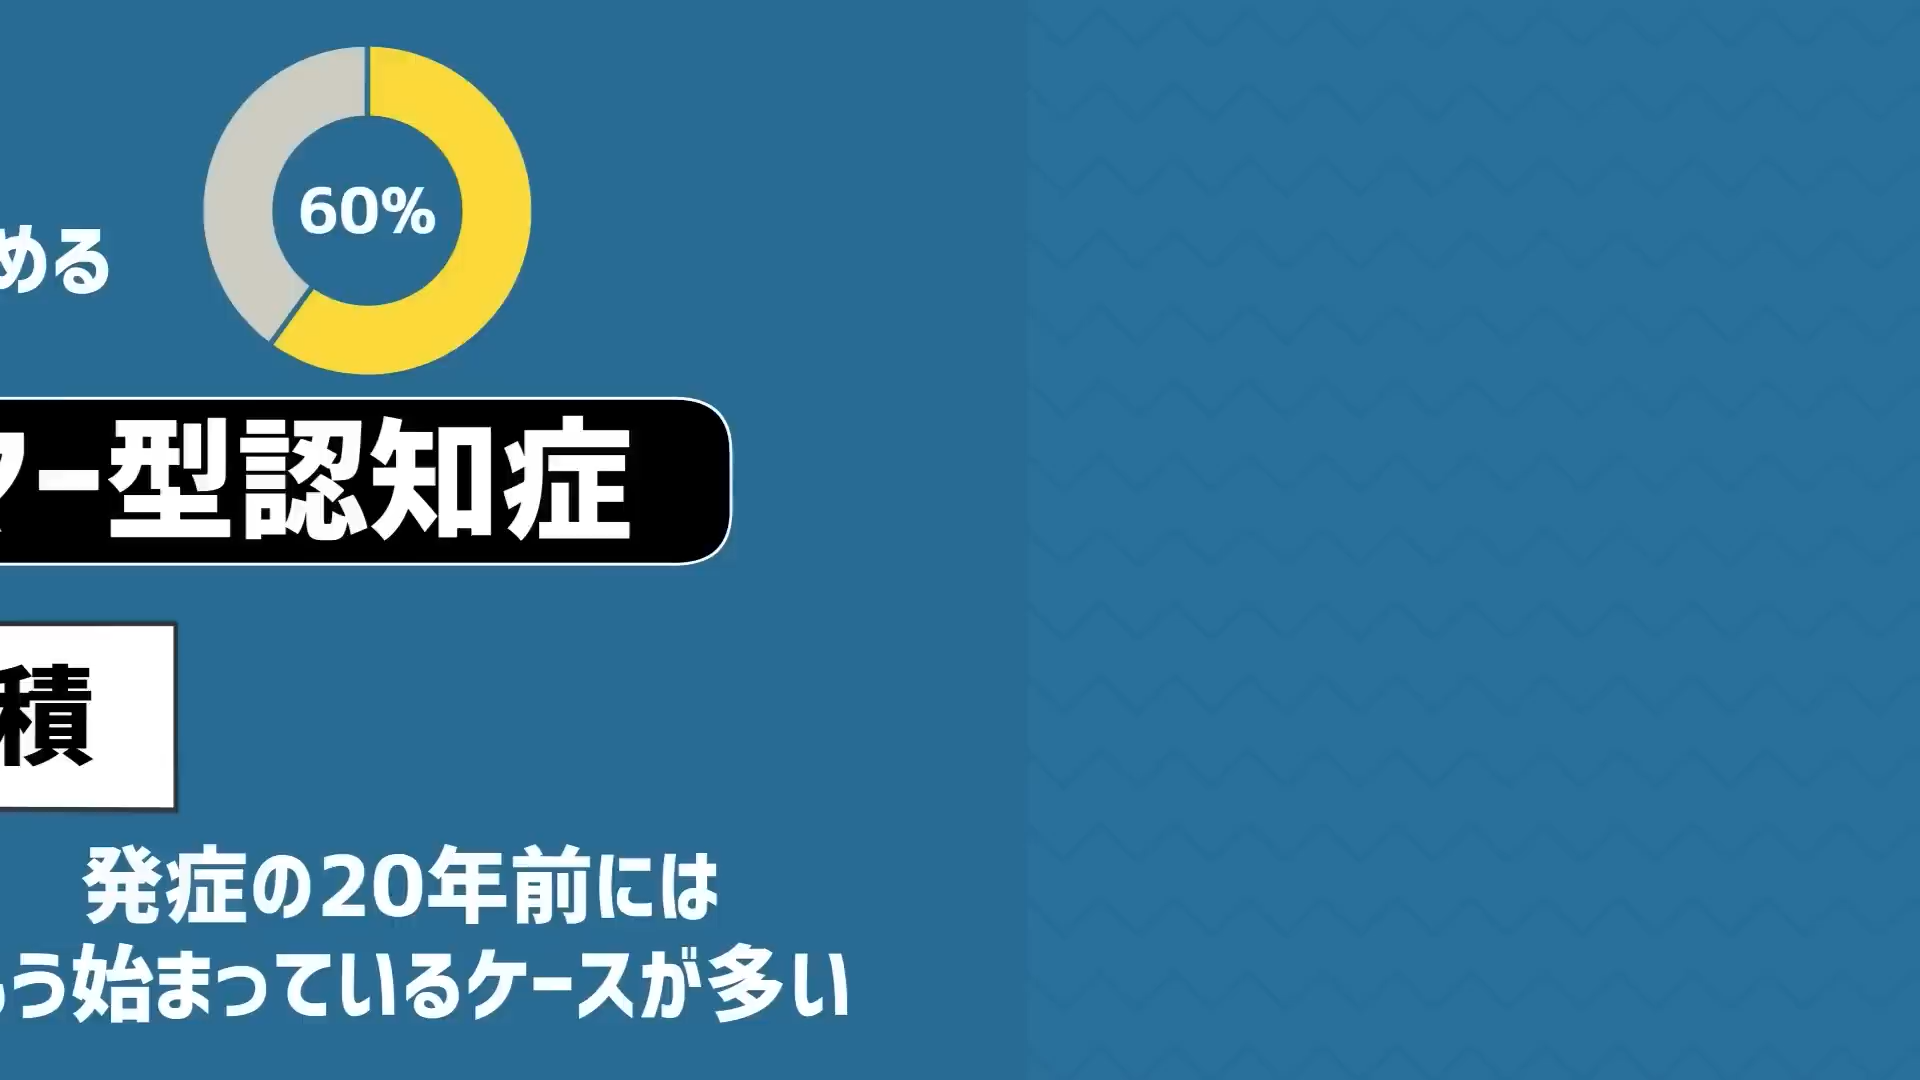 60%
める
ー型認知症
積
発症の20年前には
う始まっているケースが多い